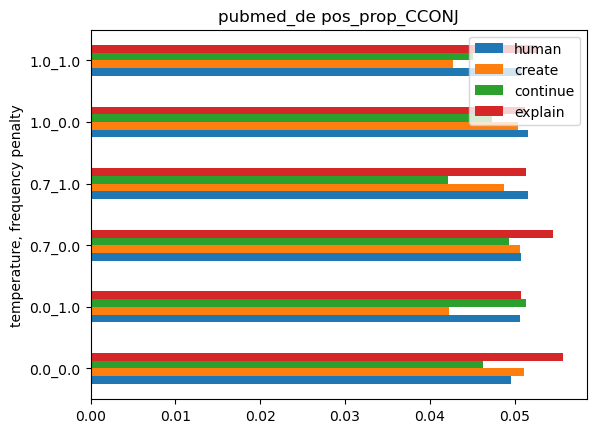 pubmed_de pos_prop_CCONJ
human
create
continue
explain
temperature, frequency penalty
1.0_1.0
1.0_0.0
0.7_1.0
0.7_0.0
0.0_1.0
0.0_0.0
0.00 0.01 0.02 0.03 0.04 0.05